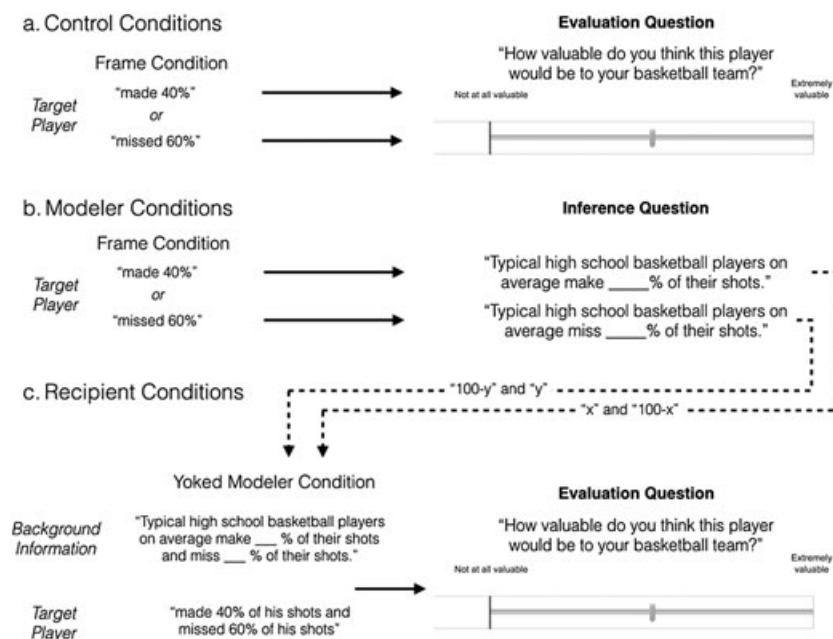 a. Control Conditions
Evaluation Question
Frame Condition
"How valuable do you think this player
would be to your basketball team?"
Target
Player
"made 40%"
or
"missed 60%"
Not at all valuable
Extremely
valuable
b. Modeler Conditions
Inference Question
Frame Condition
Target
Player
"made 40%"
or
"missed 60%"
"Typical high school basketball players on
average make _____% of their shots."
"Typical high school basketball players on
average miss _____% of their shots."
c. Recipient Conditions
"100-y" and "y"
"x" and "100-x"
Yoked Modeler Condition
Evaluation Question
Background
Information
"Typical high school basketball players
on average make ___ % of their shots
and miss ___ % of their shots."
"How valuable do you think this player
would be to your basketball team?"
Not at all valuable
Extremely
valuable
Target
Player
"made 40% of his shots and
missed 60% of his shots"